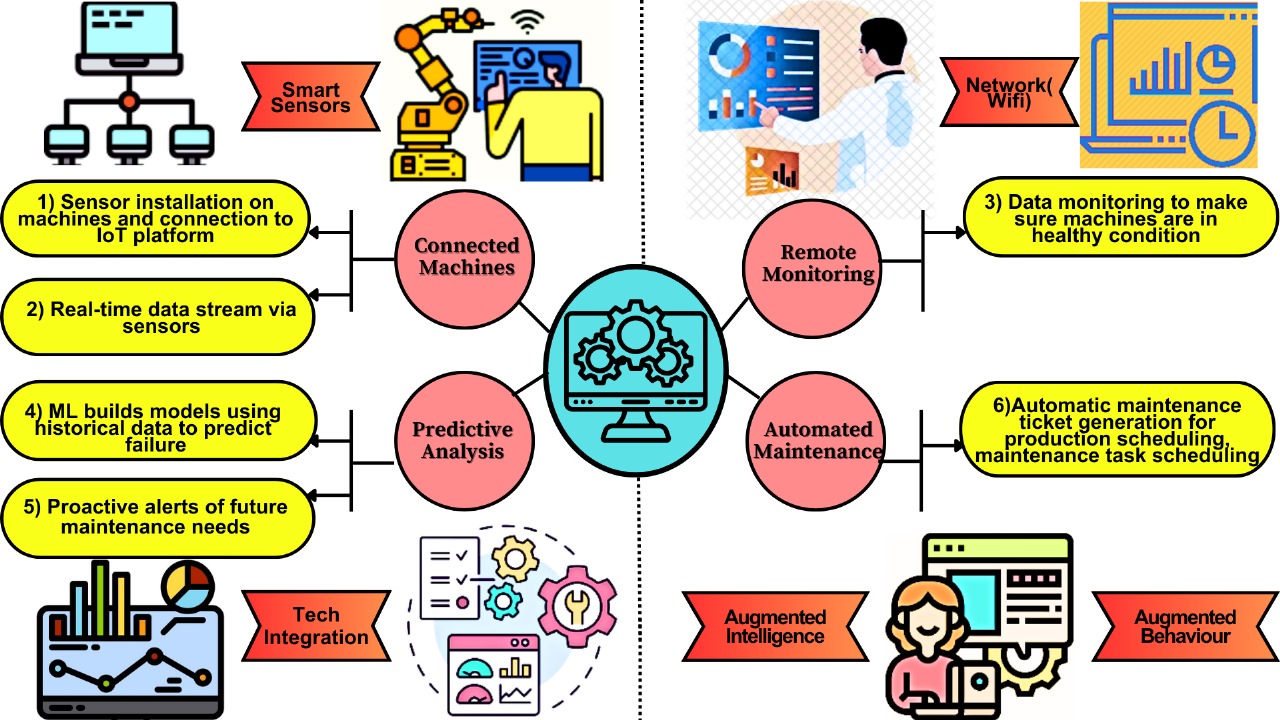 Smart
Sensors
Network(
Wifi)
1) Sensor installation on
machines and connection to
IoT platform
2) Real-time data stream via
sensors
Connected
Machines
Remote
Monitoring
3) Data monitoring to make
sure machines are in
healthy condition
4) ML builds models using
historical data to predict
failure
5) Proactive alerts of future
maintenance needs
Predictive
Analysis
Automated
Maintenance
6)Automatic maintenance
ticket generation for
production scheduling,
maintenance task scheduling
Tech
Integration
Augmented
Intelligence
Augmented
Behaviour